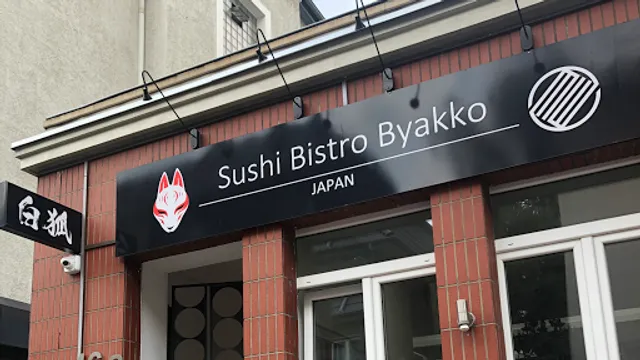 Sushi Bistro Byakko
JAPAN
白狐